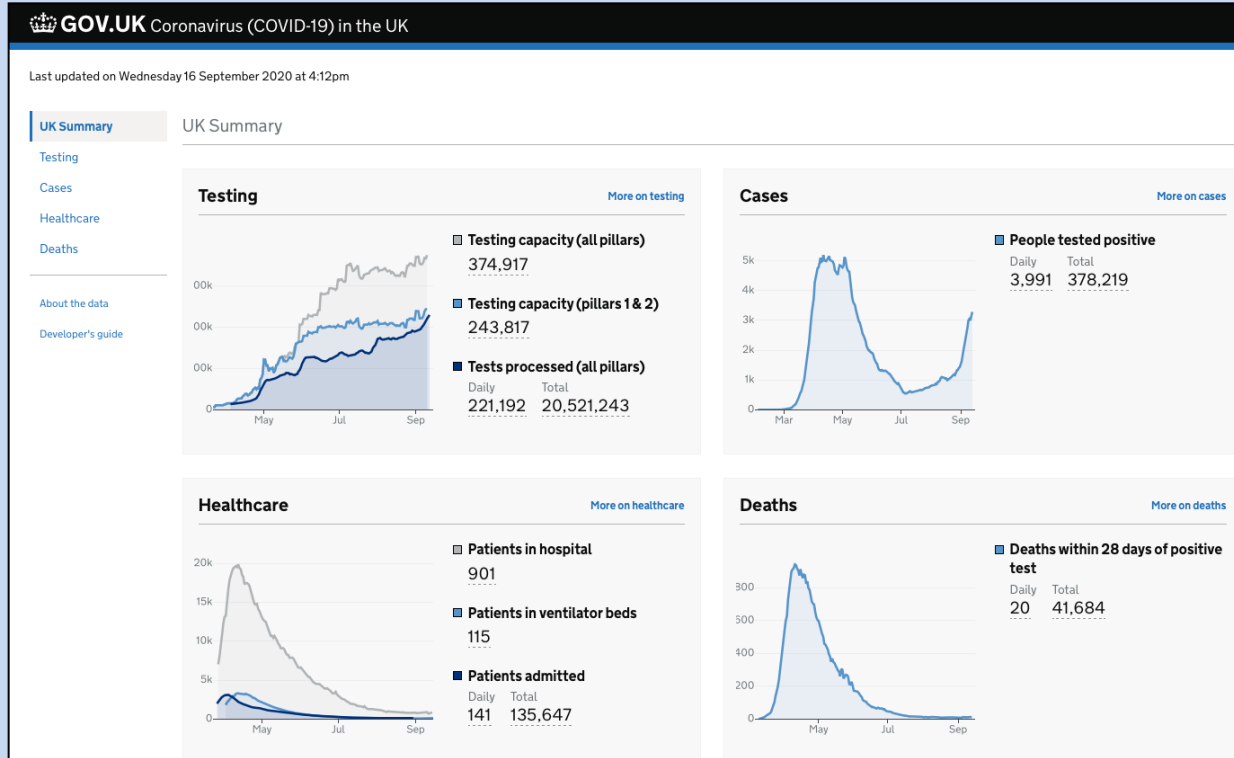 GOV.UK Coronavirus (COVID-19) in the UK
Last updated on Wednesday 16 September 2020 at 4:12pm
UK Summary
Testing
Cases
Healthcare
Deaths
About the data
Developer's guide
UK Summary
Testing
More on testing
00k
00k
00k
0
May Jul Sep
Testing capacity (all pillars)
374,917
Testing capacity (pillars 1 & 2)
243,817
Tests processed (all pillars)
Daily Total
221,192 20,521,243
Cases
More on cases
5k
4k
3k
2k
1k
0
Mar May Jul Sep
People tested positive
Daily Total
3,991 378,219
Healthcare
More on healthcare
20k
15k
10k
5k
0
May Jul Sep
Patients in hospital
901
Patients in ventilator beds
115
Patients admitted
Daily Total
141 135,647
Deaths
More on deaths
800
600
400
200
0
May Jul Sep
Deaths within 28 days of positive
test
Daily Total
20 41,684